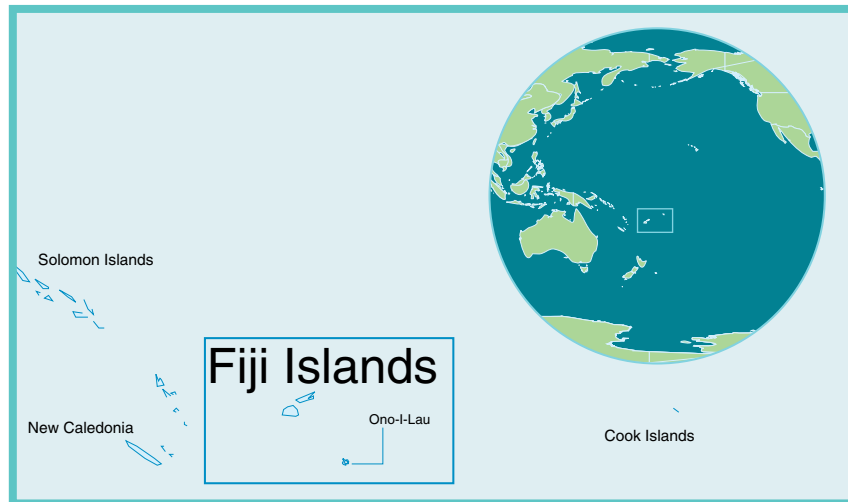 Solomon Islands
Fiji Islands
Ono-I-Lau
New Caledonia
Cook Islands